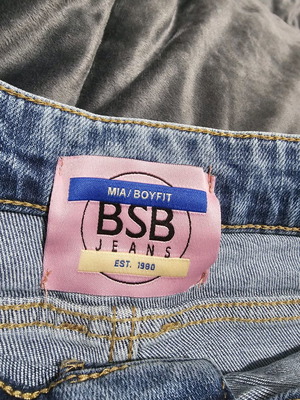 MIA/BOYFIT
BSB
JEANS
EST. 1990